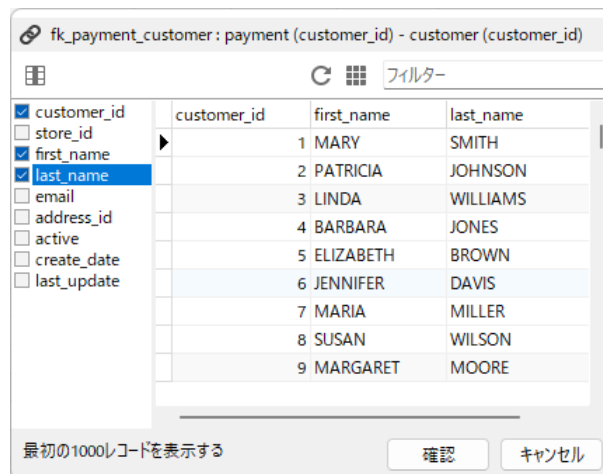 fk_payment_customer : payment (customer_id) - customer (customer_id)
フィルター
customer_id
store_id
first_name
last_name
email
address_id
active
create_date
last_update
customer_id first_name last_name
1 MARY SMITH
2 PATRICIA JOHNSON
3 LINDA WILLIAMS
4 BARBARA JONES
5 ELIZABETH BROWN
6 JENNIFER DAVIS
7 MARIA MILLER
8 SUSAN WILSON
9 MARGARET MOORE
最初の1000レコードを表示する
確認 キャンセル